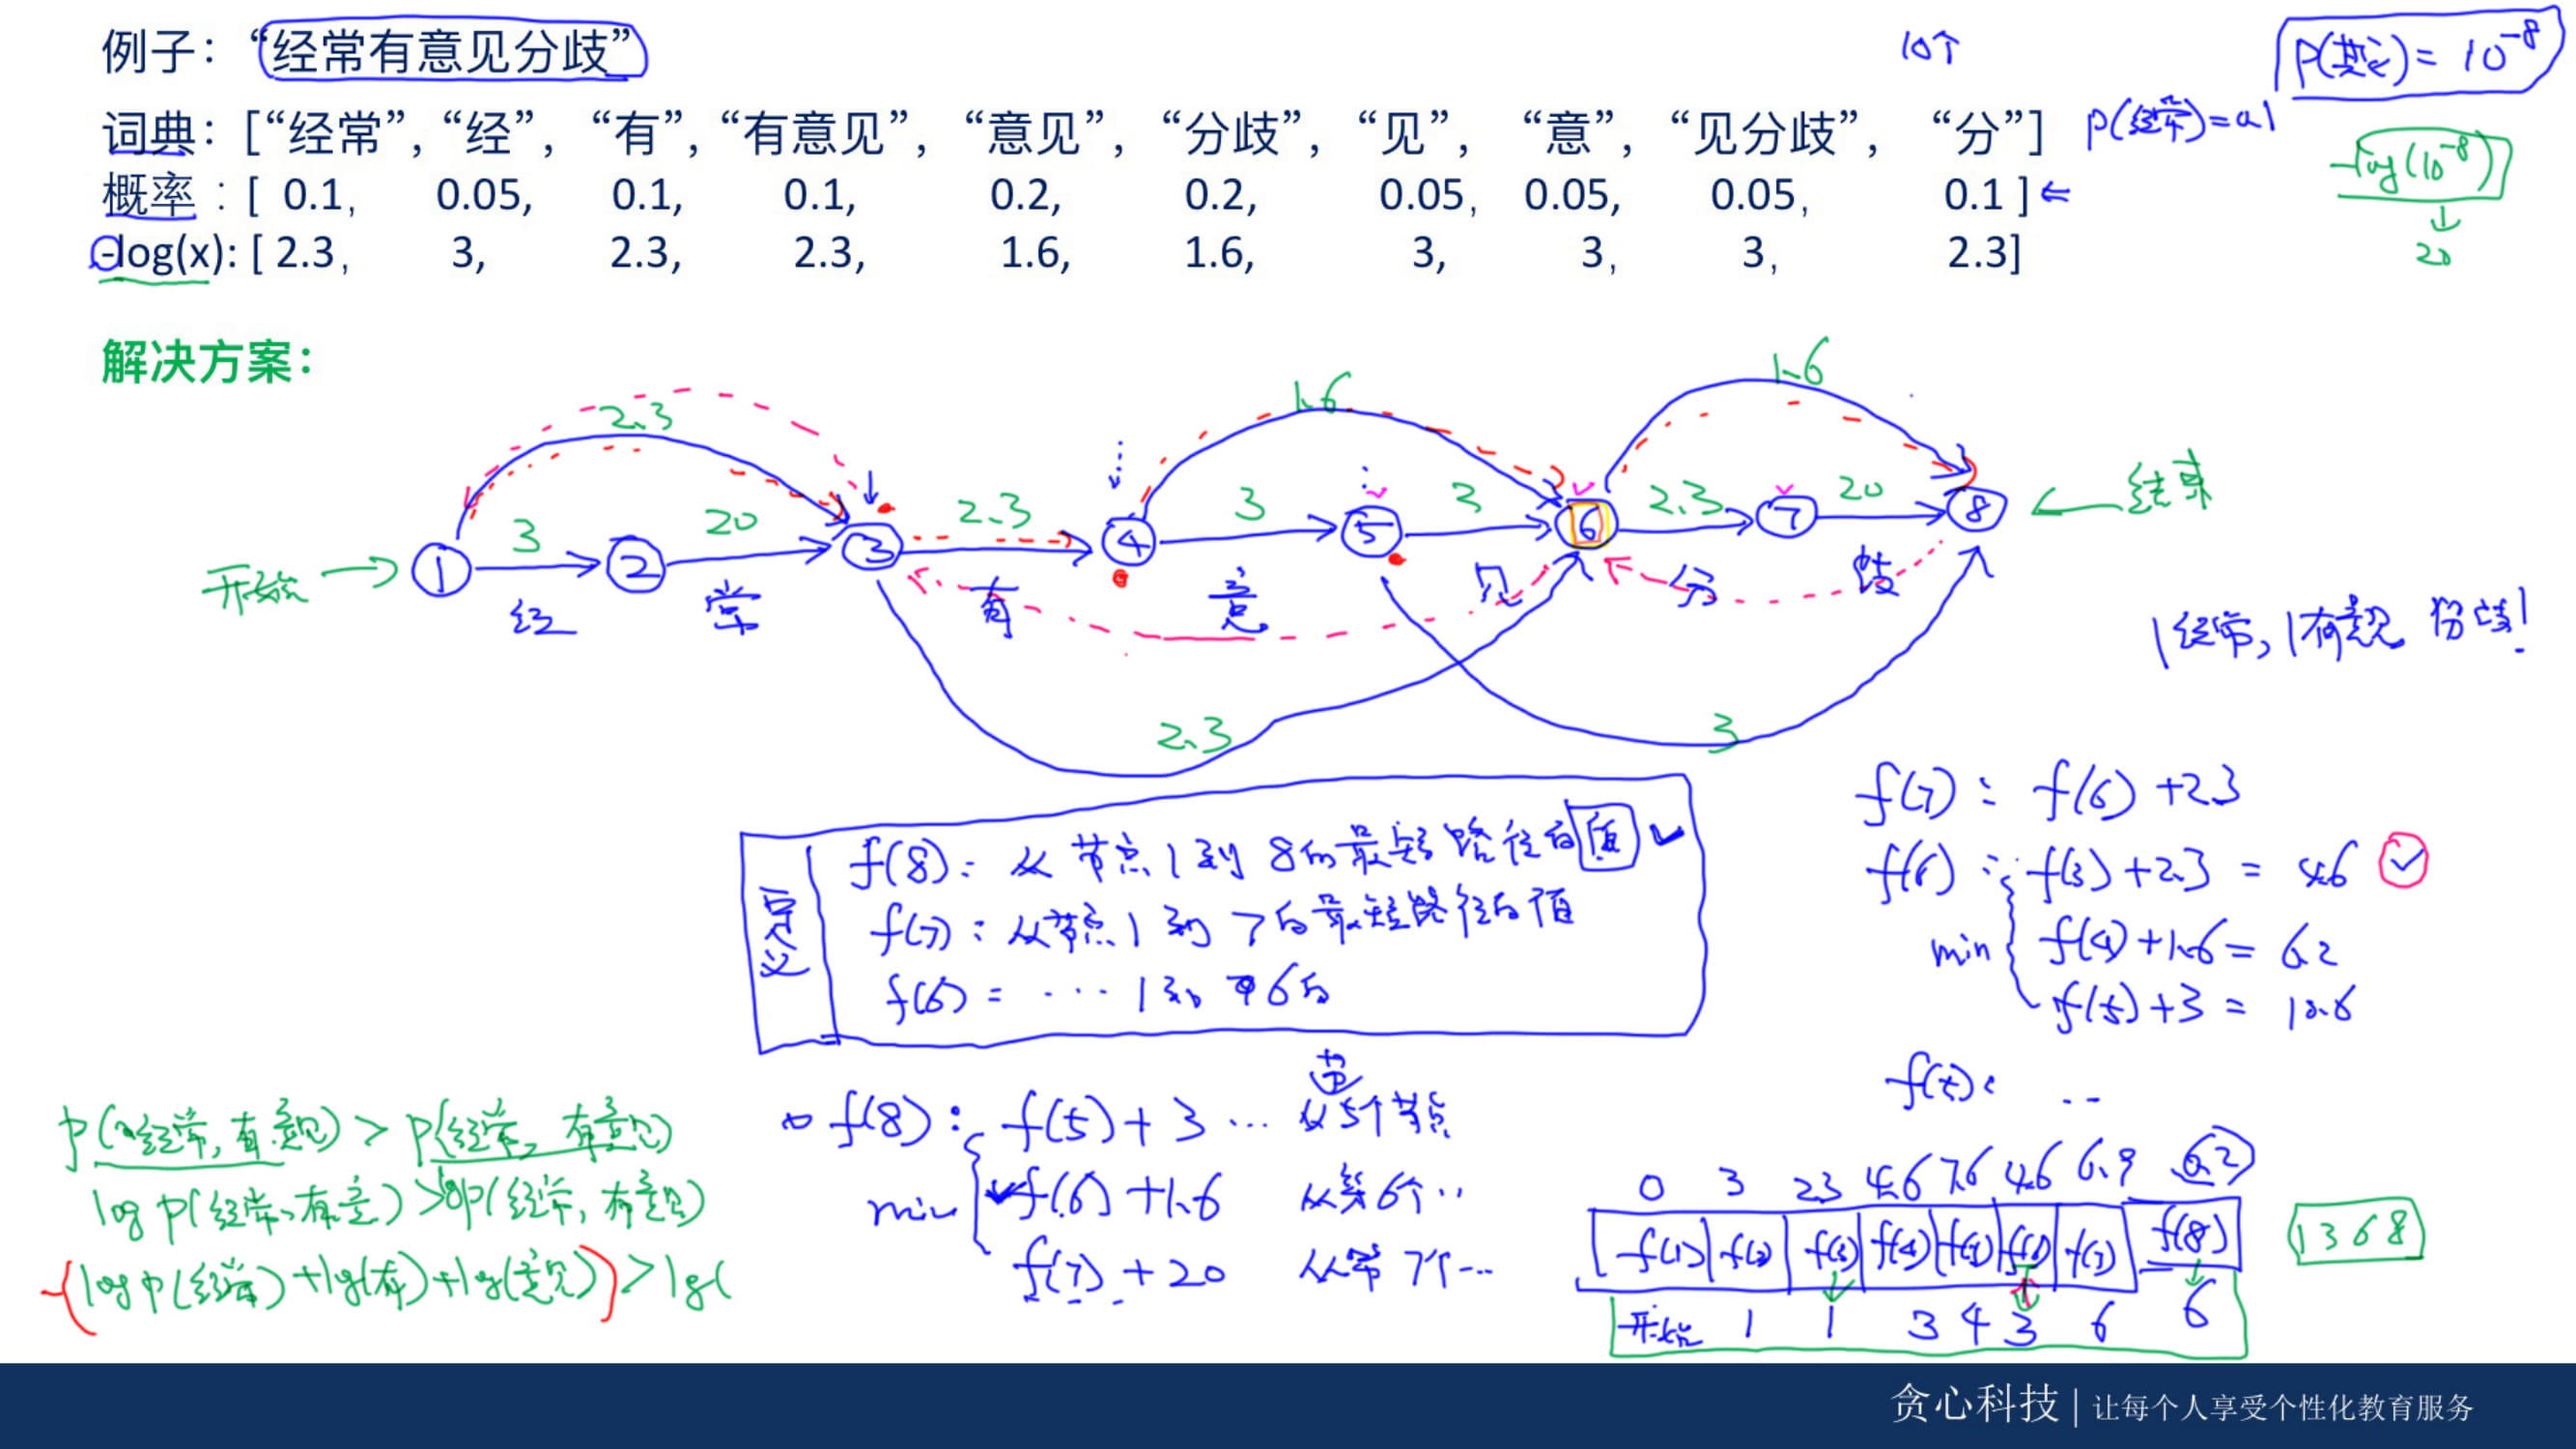 例子：“经常有意见分歧”
10个
P(其它) = 10⁻⁸
词典：[“经常”, “经”, “有”, “有意见”, “意见”, “分歧”, “见”, “意”, “见分歧”, “分”]
P(经常)=0.1
-log(10⁻⁸)
概率：[ 0.1, 0.05, 0.1, 0.1, 0.2, 0.2, 0.05, 0.05, 0.05, 0.1 ]
20
-log(x): [ 2.3, 3, 2.3, 2.3, 1.6, 1.6, 3, 3, 3, 2.3]
解决方案：
2.3 1.6 1.6
3 20 2.3 3 3 2.3 20
开始 1 2 3 4 5 6 7 8 结束
经 常 有 意 见 分 歧
|经常, |有意见 分歧|
2.3 3
定义
f(8): 从节点1到8的最短路径的值
f(7): 从节点1到7的最短路径的值
f(6) = ... 1到6的
f(7): f(6) + 2.3
f(6): f(3) + 2.3 = 4.6
min f(4) + 1.6 = 6.2
f(5) + 3 = 10.6
f(5): ..
f(8): f(5) + 3 ... 从5个节点
min f(6) + 1.6 从第6个..
f(7) + 20 从第7个...
p(经常, 有, 意见) > p(经常, 有意见)
log p(经常, 有, 意) > log p(经常, 有意见)
-(log p(经常) + log(有) + log(意见)) > log(
0 3 2.3 4.6 7.6 4.6 6.9 6.2
f(1) f(2) f(3) f(4) f(5) f(6) f(7) f(8)
开始 1 1 3 4 3 6 6
1 3 6 8
贪心科技 | 让每个人享受个性化教育服务